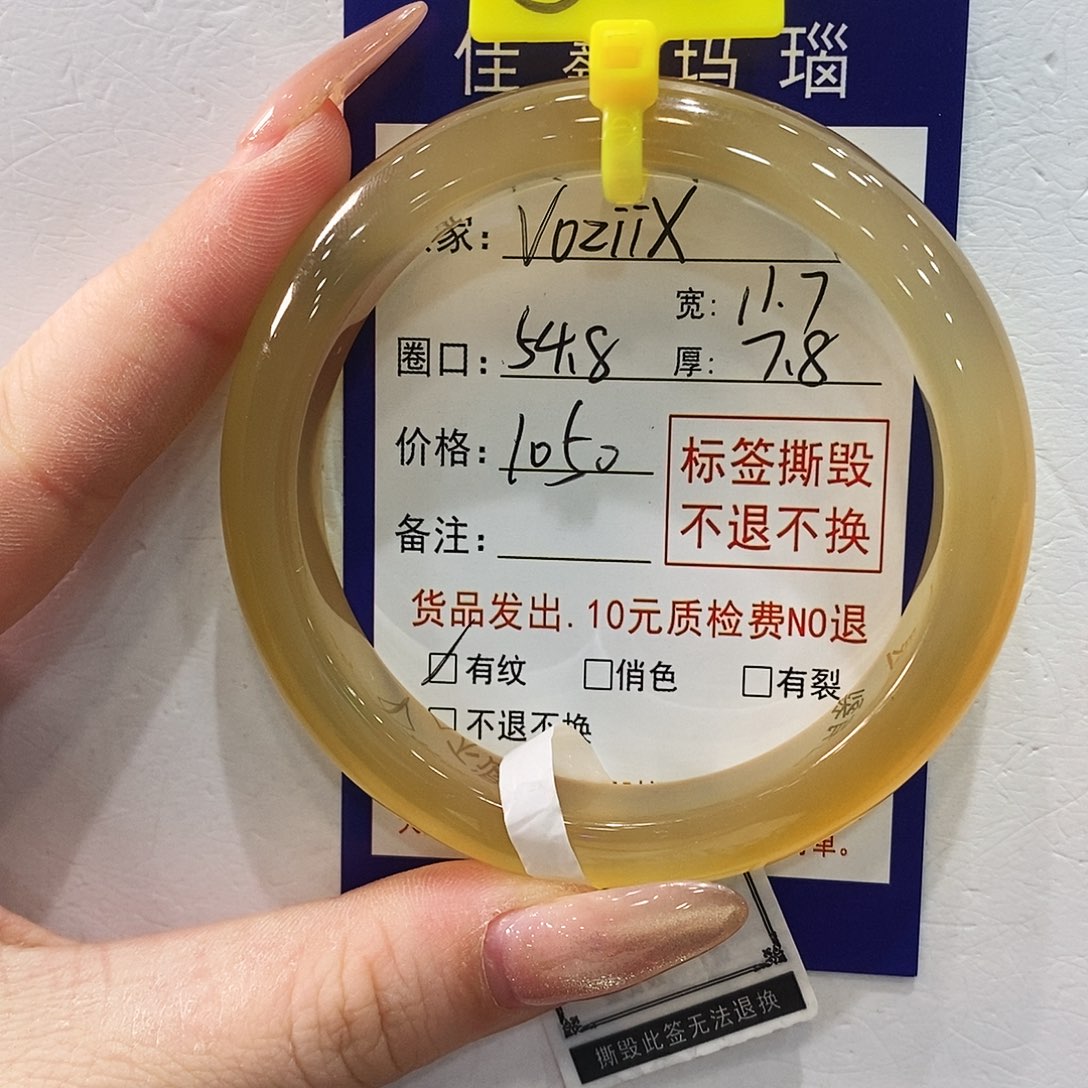 佳 玛瑙
家: VoziiX
宽: 11.7
圈口: 54.8 厚: 7.8
价格: 1050
标签撕毁
不退不换
备注:
货品发出.10元质检费NO退
有纹 俏色 有裂
不退不换
单。
撕毁此签无法退换